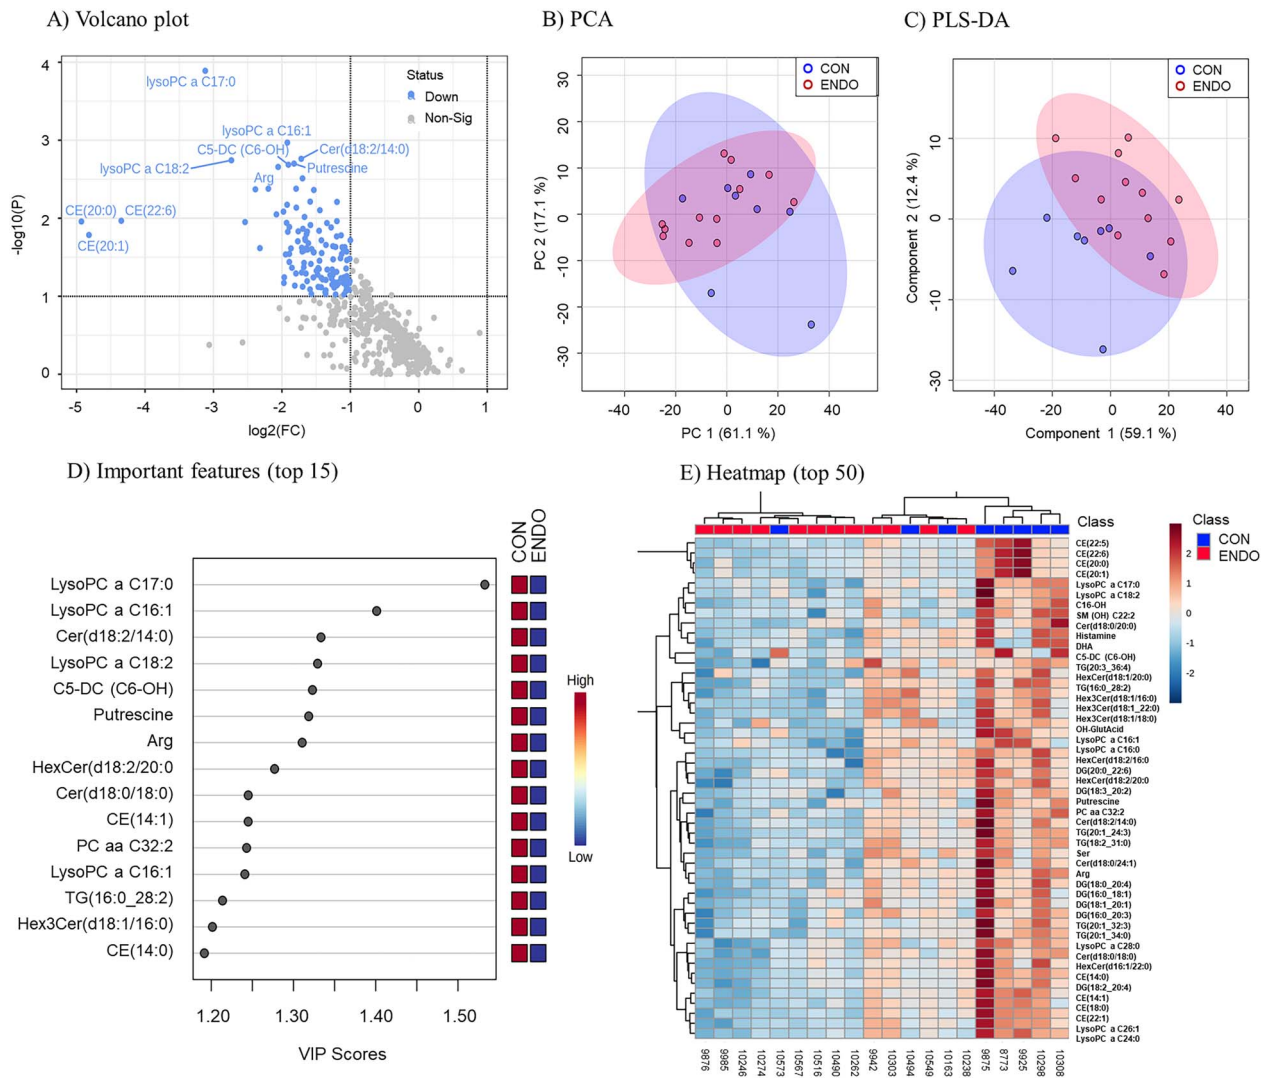 A) Volcano plot
B) PCA
C) PLS-DA
4
3
2
1
0
-log10(P)
-5
-4
-3
-2
-1
0
1
log2(FC)
lysoPC a C17:0
lysoPC a C16:1
C5-DC (C6-OH)
Cer(d18:2/14:0)
lysoPC a C18:2
Putrescine
Arg
CE(20:0)
CE(22:6)
CE(20:1)
Status
Down
Non-Sig
30
20
10
0
-10
-20
-30
PC 2 (17.1 %)
-40
-20
0
20
40
PC 1 (61.1 %)
CON
ENDO
10
0
-10
-30
Component 2 (12.4 %)
-40
-20
0
20
40
Component 1 (59.1 %)
CON
ENDO
D) Important features (top 15)
CON
ENDO
LysoPC a C17:0
LysoPC a C16:1
Cer(d18:2/14:0)
LysoPC a C18:2
C5-DC (C6-OH)
Putrescine
Arg
HexCer(d18:2/20:0
Cer(d18:0/18:0)
CE(14:1)
PC aa C32:2
LysoPC a C16:1
TG(16:0_28:2)
Hex3Cer(d18:1/16:0)
CE(14:0)
1.20
1.30
1.40
1.50
VIP Scores
High
Low
E) Heatmap (top 50)
Class
CE(22:5)
CE(22:6)
CE(20:0)
CE(20:1)
LysoPC a C17:0
LysoPC a C18:2
C16-OH
SM (OH) C22:2
Cer(d18:0/20:0)
Histamine
DHA
C5-DC (C6-OH)
TG(20:3_36:4)
HexCer(d18:1/20:0)
TG(16:0_28:2)
Hex3Cer(d18:1/16:0)
Hex3Cer(d18:1_22:0)
Hex3Cer(d18:1/18:0)
OH-GlutAcid
LysoPC a C16:1
LysoPC a C16:0
HexCer(d18:2/16:0
DG(20:0_22:6)
HexCer(d18:2/20:0
DG(18:3_20:2)
Putrescine
PC aa C32:2
Cer(d18:2/14:0)
TG(20:1_24:3)
TG(18:2_31:0)
Ser
Cer(d18:0/24:1)
Arg
DG(18:0_20:4)
DG(16:0_18:1)
DG(18:1_20:1)
DG(16:0_20:3)
TG(20:1_32:3)
TG(20:1_34:0)
LysoPC a C28:0
Cer(d18:0/18:0)
HexCer(d16:1/22:0)
CE(14:0)
DG(18:2_20:4)
CE(14:1)
CE(18:0)
CE(22:1)
LysoPC a C26:1
LysoPC a C24:0
9876
9985
10246
10274
10573
10567
10516
10490
10262
9942
10303
10494
10549
10163
10238
9875
8773
9925
10298
10308
2
1
0
-1
-2
Class
CON
ENDO